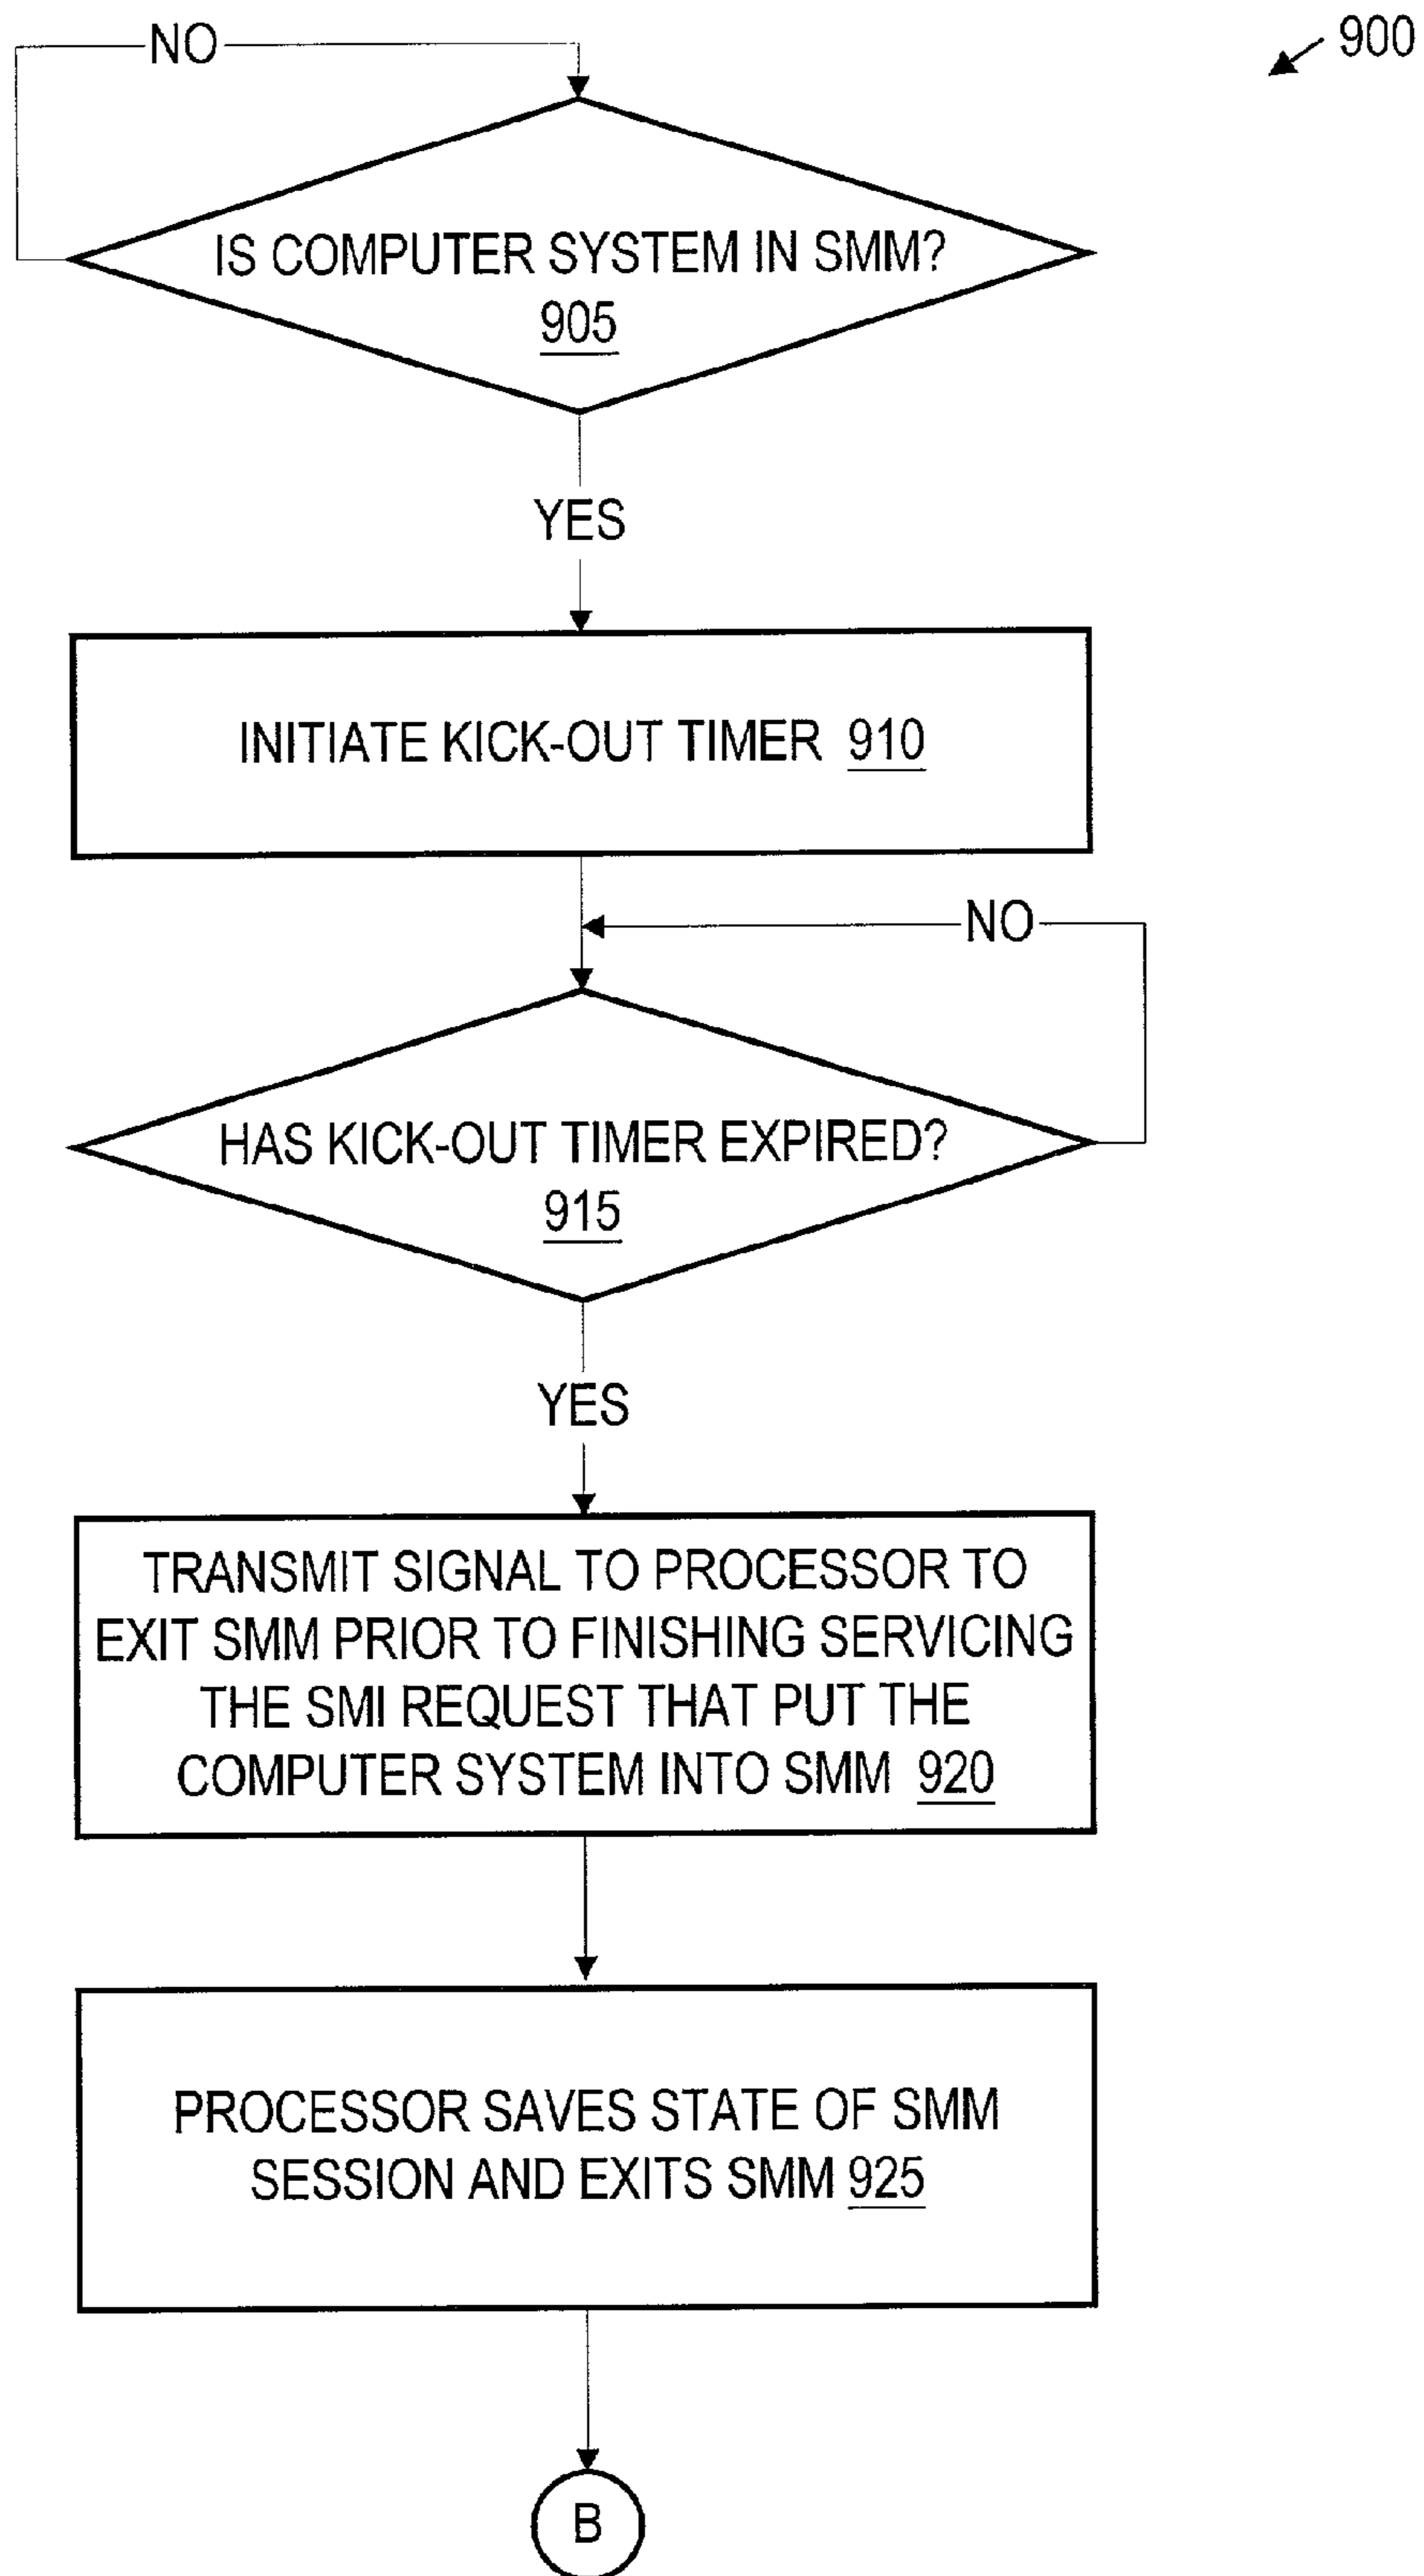 900
NO
IS COMPUTER SYSTEM IN SMM?
905
YES
INITIATE KICK-OUT TIMER 910
NO
HAS KICK-OUT TIMER EXPIRED?
915
YES
TRANSMIT SIGNAL TO PROCESSOR TO
EXIT SMM PRIOR TO FINISHING SERVICING
THE SMI REQUEST THAT PUT THE
COMPUTER SYSTEM INTO SMM 920
PROCESSOR SAVES STATE OF SMM
SESSION AND EXITS SMM 925
B